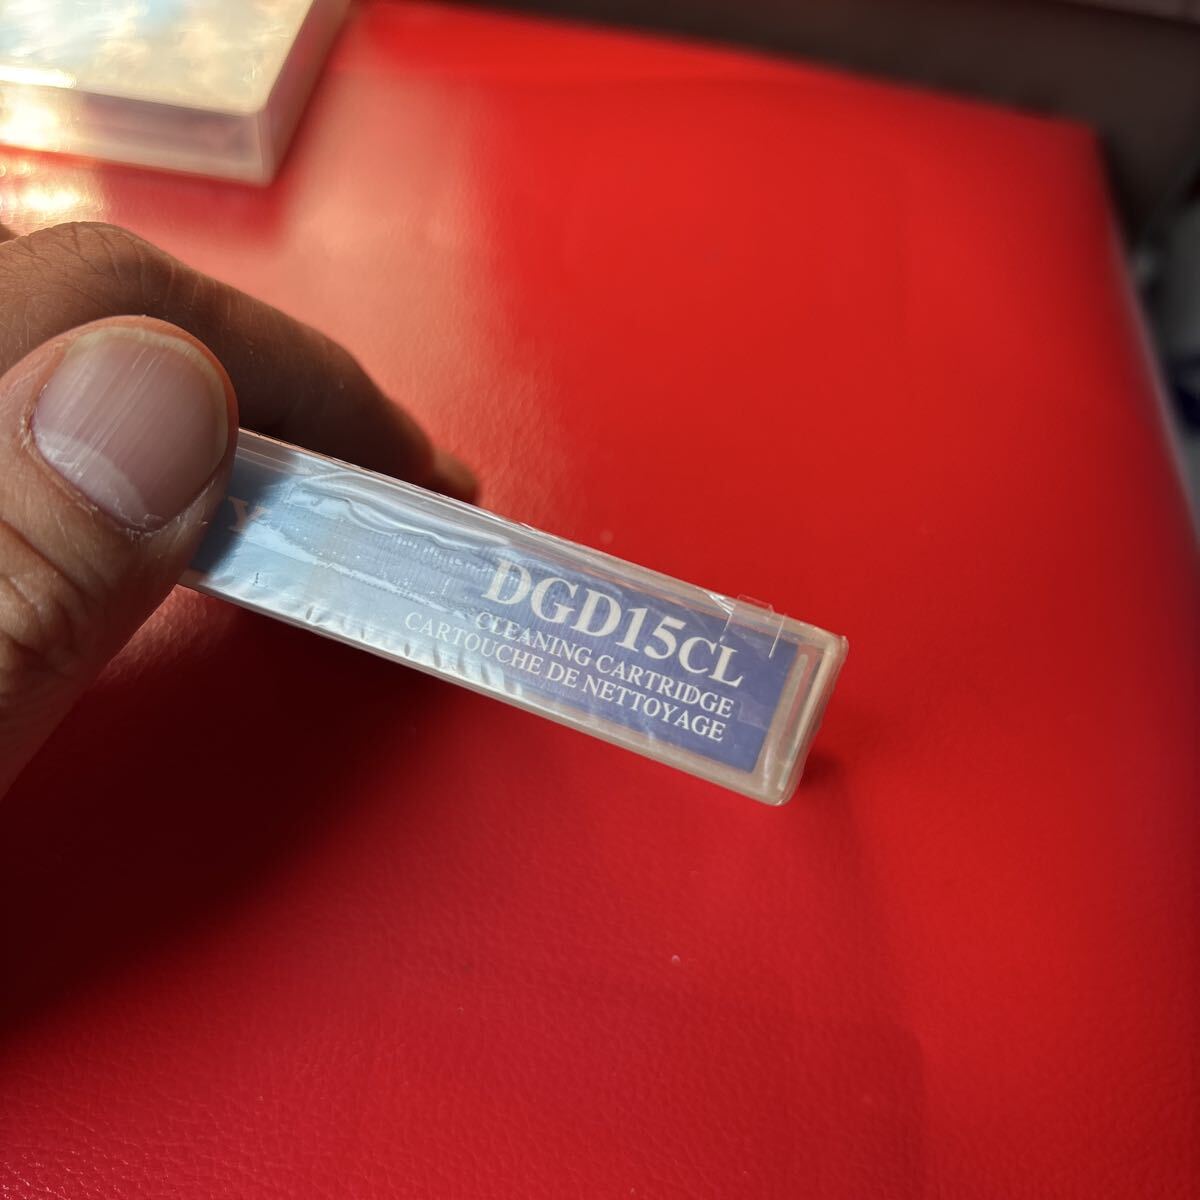 Y
DGD15CL
CLEANING CARTRIDGE
CARTOUCHE DE NETTOYAGE